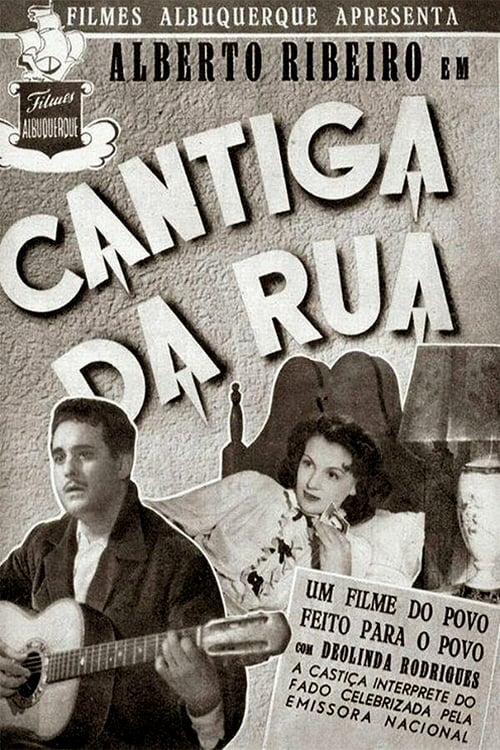 FILMES ALBUQUERQUE APRESENTA
ALBERTO RIBEIRO EM
Filmes
ALBUQUERQUE
CANTIGA
DA RUA
UM FILME DO POVO
FEITO PARA O POVO
COM DEOLINDA RODRIGUES
A CASTIÇA INTERPRETE DO
FADO CELEBRIZADA PELA
EMISSORA NACIONAL